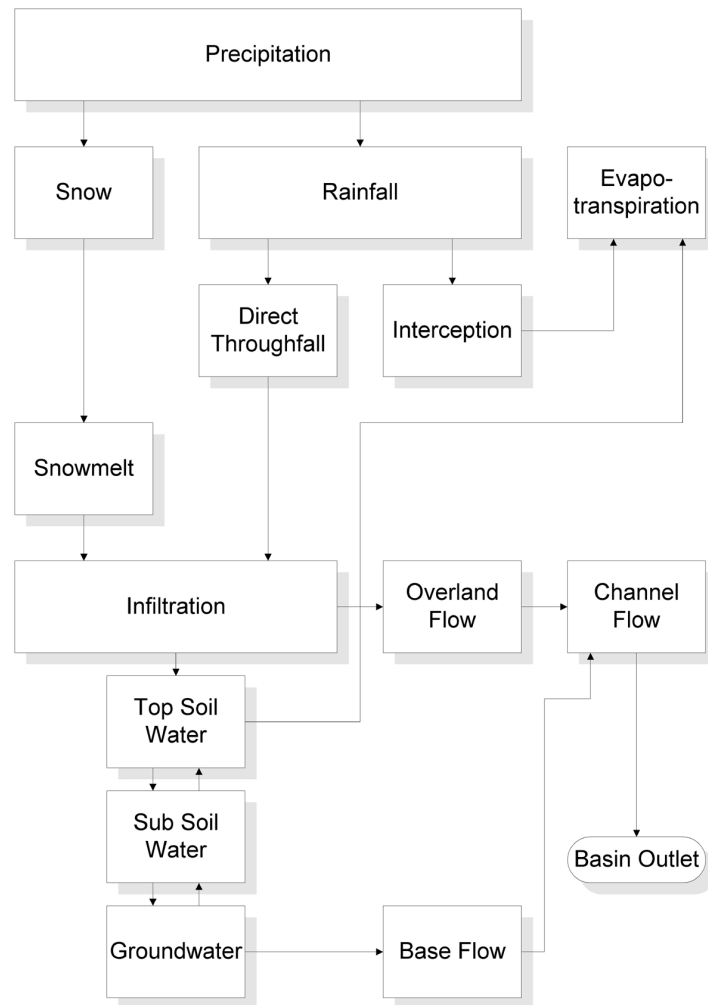 Precipitation
Snow
Rainfall
Evapo-
transpiration
Direct
Throughfall
Interception
Snowmelt
Infiltration
Overland
Flow
Channel
Flow
Top Soil
Water
Sub Soil
Water
Basin Outlet
Groundwater
Base Flow